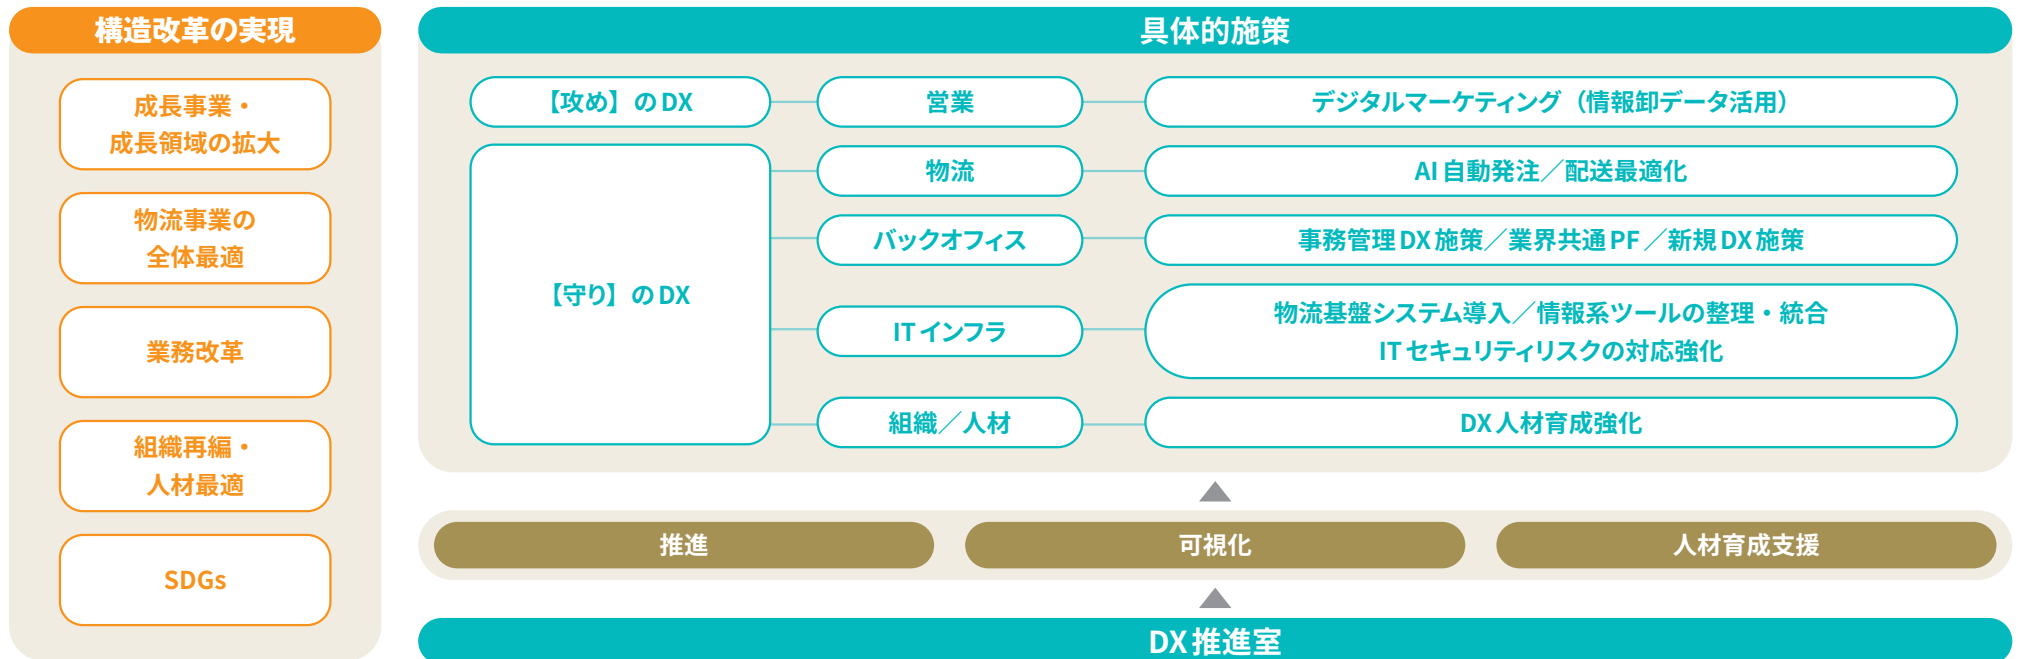 構造改革の実現
成長事業・
成長領域の拡大
物流事業の
全体最適
業務改革
組織再編・
人材最適
SDGs
具体的施策
【攻め】のDX
営業
デジタルマーケティング（情報卸データ活用）
【守り】のDX
物流
AI自動発注／配送最適化
バックオフィス
事務管理DX施策／業界共通PF／新規DX施策
ITインフラ
物流基盤システム導入／情報系ツールの整理・統合
ITセキュリティリスクの対応強化
組織／人材
DX人材育成強化
推進
可視化
人材育成支援
DX推進室